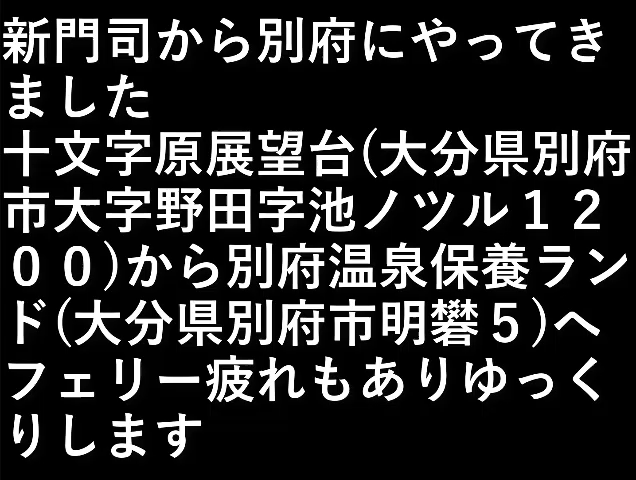 新門司から別府にやってき
ました
十文字原展望台(大分県別府
市大字野田字池ノツル１２
００)から別府温泉保養ラン
ド(大分県別府市明礬５)へ
フェリー疲れもありゆっく
りします